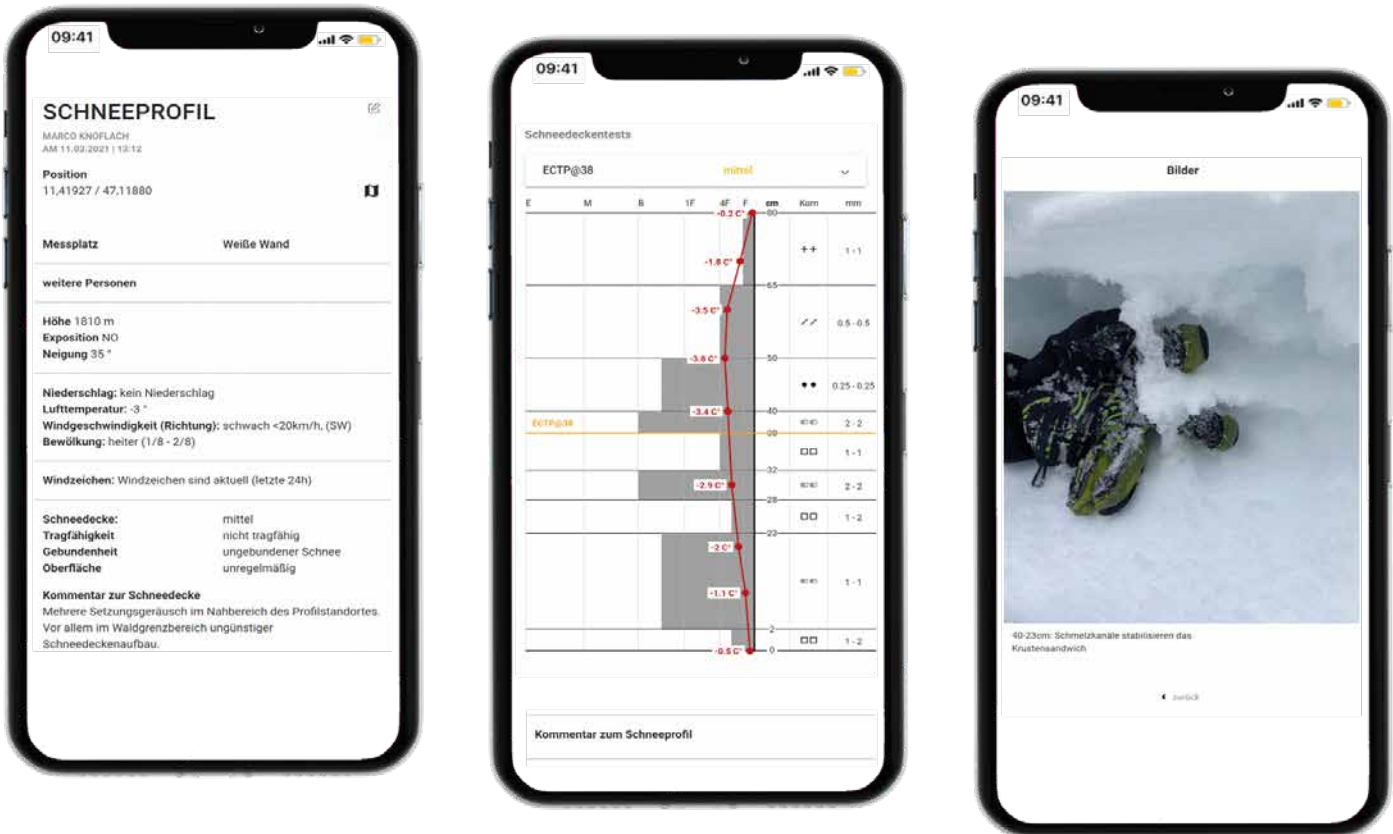 09:41
SCHNEEPROFIL
MARCO KNOFLACH
AM 11.03.2021 | 13:12
Position
11,41927 / 47,11880
Messplatz Weiße Wand
weitere Personen
Höhe 1810 m
Exposition NO
Neigung 35 °
Niederschlag: kein Niederschlag
Lufttemperatur: -3 °
Windgeschwindigkeit (Richtung): schwach <20km/h, (SW)
Bewölkung: heiter (1/8 - 2/8)
Windzeichen: Windzeichen sind aktuell (letzte 24h)
Schneedecke: mittel
Tragfähigkeit nicht tragfähig
Gebundenheit ungebundener Schnee
Oberfläche unregelmäßig
Kommentar zur Schneedecke
Mehrere Setzungsgeräusch im Nahbereich des Profilstandortes.
Vor allem im Waldgrenzbereich ungünstiger
Schneedeckenaufbau.
09:41
Schneedeckentests
ECTP@38 mittel
E M B 1F 4F F cm Korn mm
-0.2 C° 80
++ 1 - 1
-1.8 C°
65
-3.5 C°
0.5 - 0.5
-3.8 C° 50
0.25 - 0.25
-3.4 C° 40
ECTP@38 2 - 2
1 - 1
32
-2.9 C° 2 - 2
28
1 - 2
22
-2 C°
1 - 1
-1.1 C°
2
1 - 2
-0.5 C° 0
Kommentar zum Schneeprofil
09:41
Bilder
40-23cm: Schmelzkanäle stabilisieren das
Krustensandwich
zurück